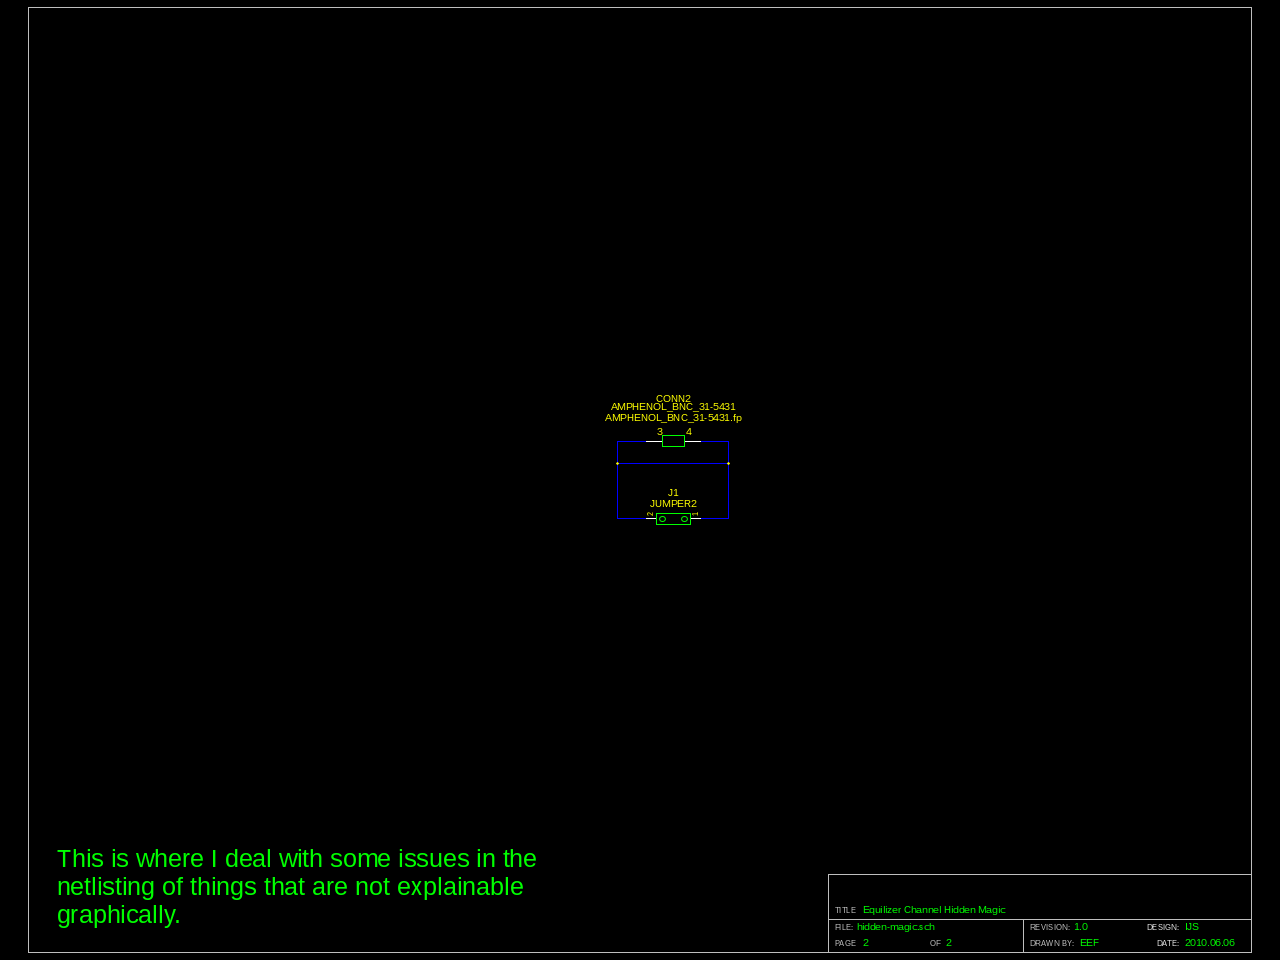 CONN2
AMPHENOL_BNC_31-5431
AMPHENOL_BNC_31-5431.fp
3 4
J1
JUMPER2
2 1
This is where I deal with some issues in the
netlisting of things that are not explainable
graphically.
TITLE Equilizer Channel Hidden Magic
FILE: hidden-magic.sch REVISION: 1.0 DESIGN: IJS
PAGE 2 OF 2 DRAWN BY: EEF DATE: 2010.06.06